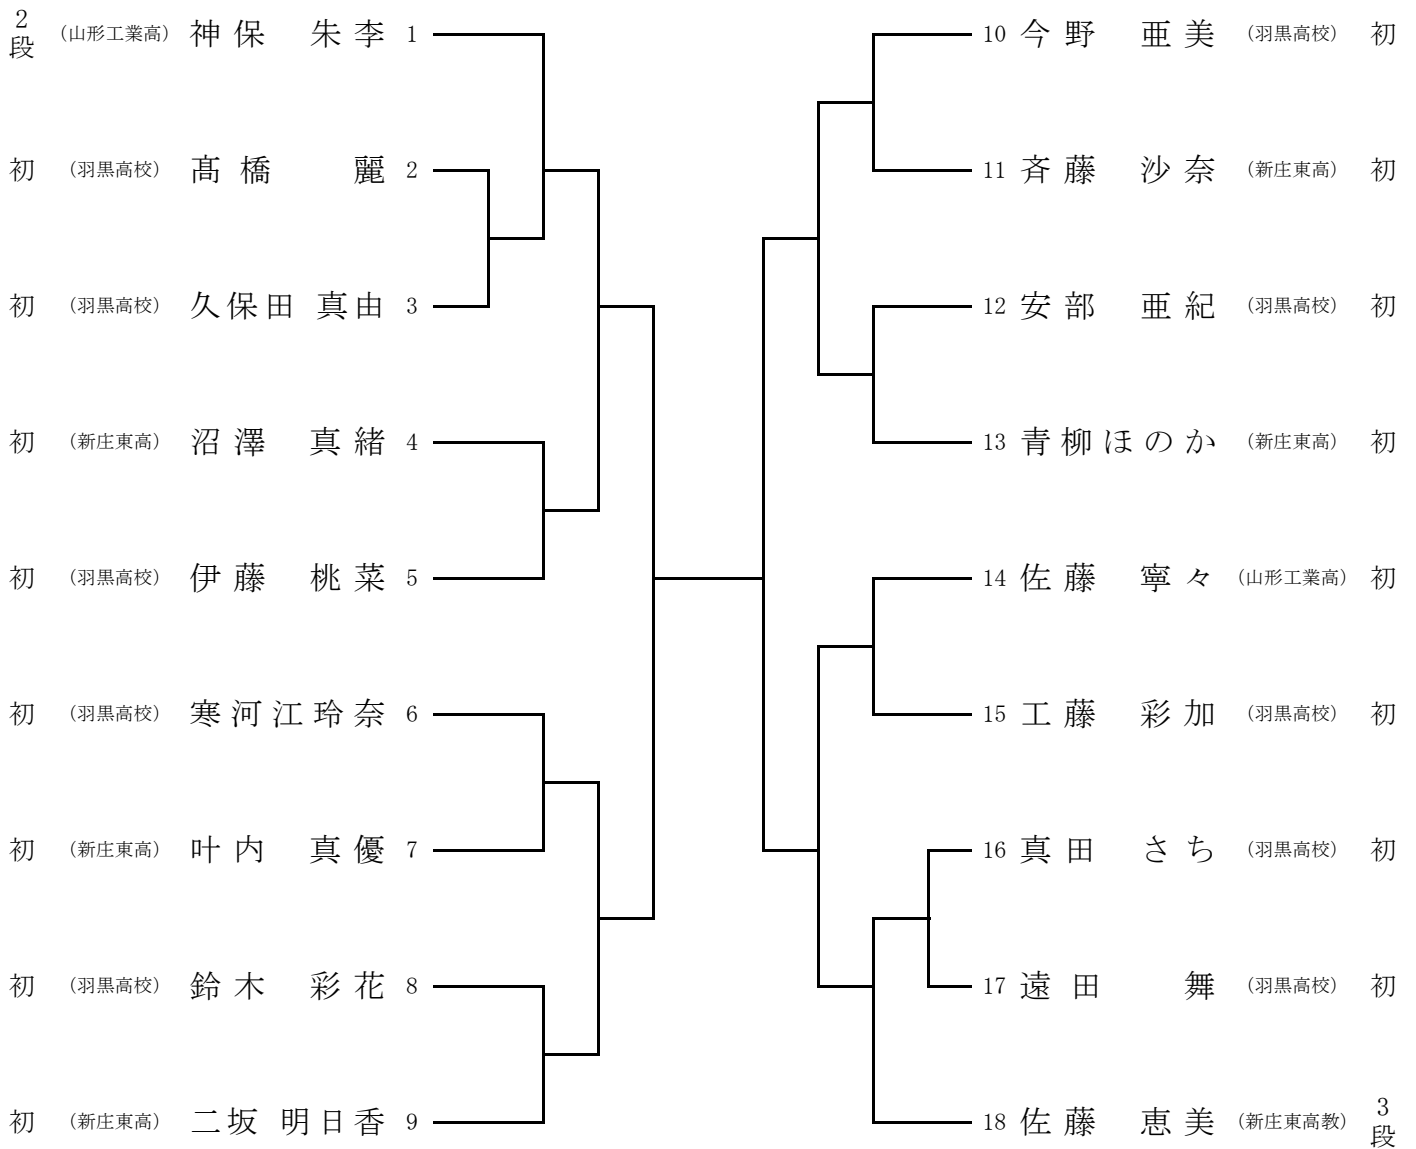 2段 (山形工業高) 神保 朱李 1
初 (羽黒高校) 髙橋 麗 2
初 (羽黒高校) 久保田 真由 3
初 (新庄東高) 沼澤 真緒 4
初 (羽黒高校) 伊藤 桃菜 5
初 (羽黒高校) 寒河江玲奈 6
初 (新庄東高) 叶内 真優 7
初 (羽黒高校) 鈴木 彩花 8
初 (新庄東高) 二坂 明日香 9
10 今野 亜美 (羽黒高校) 初
11 斉藤 沙奈 (新庄東高) 初
12 安部 亜紀 (羽黒高校) 初
13 青柳ほのか (新庄東高) 初
14 佐藤 寧々 (山形工業高) 初
15 工藤 彩加 (羽黒高校) 初
16 真田 さち (羽黒高校) 初
17 遠田 舞 (羽黒高校) 初
18 佐藤 恵美 (新庄東高教) 3段